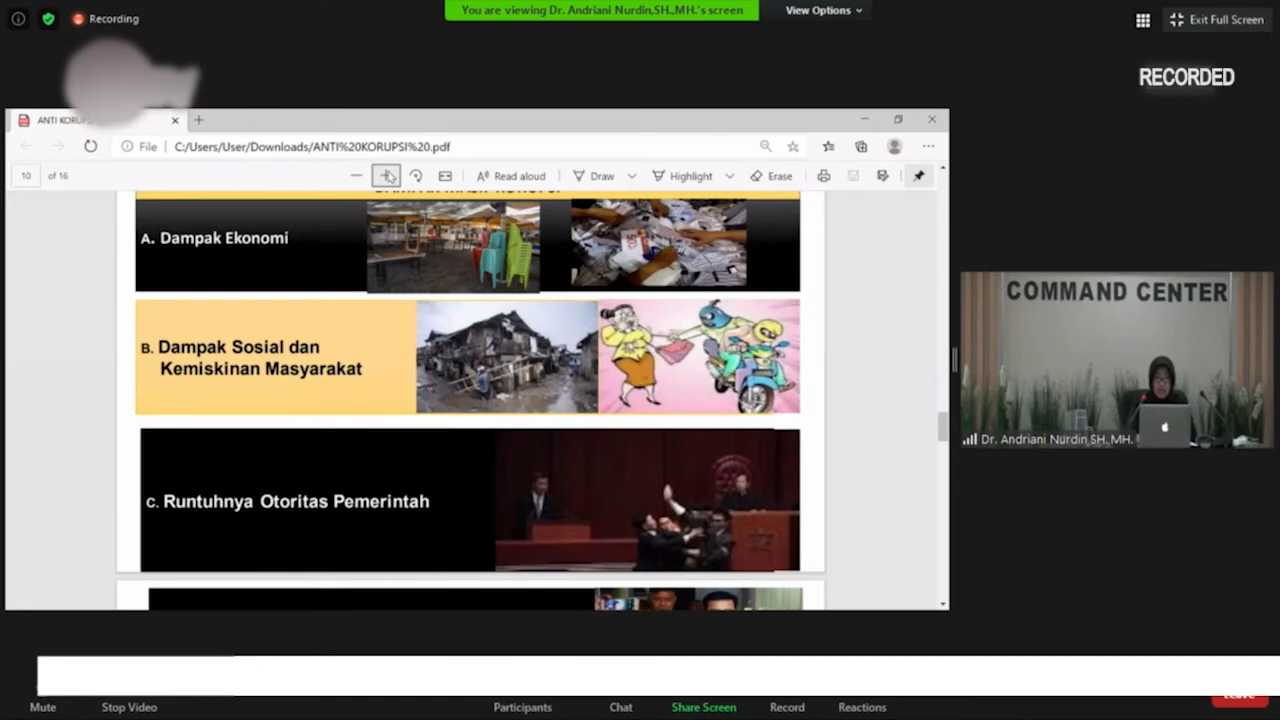 Recording
You are viewing Dr. Andriani Nurdin,SH.,MH.'s screen
View Options
Exit Full Screen
RECORDED
ANTI KORUPSI
File
C:/Users/User/Downloads/ANTI%20KORUPSI%20.pdf
10
of 16
Read aloud
Draw
Highlight
Erase
A. Dampak Ekonomi
B. Dampak Sosial dan
Kemiskinan Masyarakat
C. Runtuhnya Otoritas Pemerintah
COMMAND CENTER
Dr. Andriani Nurdin,SH.,MH.
Mute
Stop Video
Participants
Chat
Share Screen
Record
Reactions
Leave